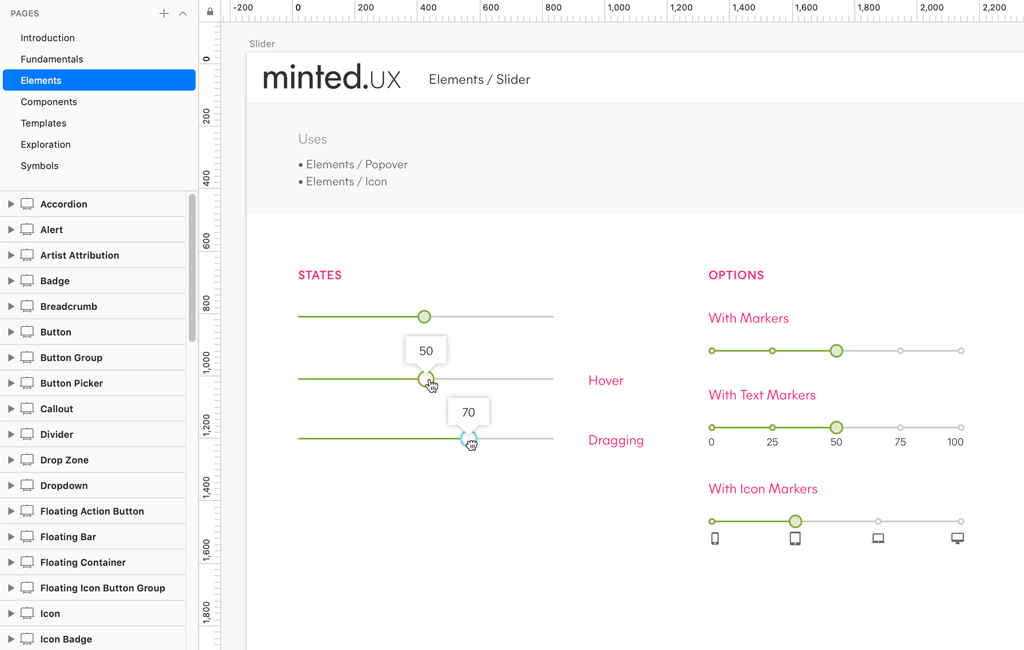 PAGES
Introduction
Fundamentals
Elements
Components
Templates
Exploration
Symbols
Accordion
Alert
Artist Attribution
Badge
Breadcrumb
Button
Button Group
Button Picker
Callout
Divider
Drop Zone
Dropdown
Floating Action Button
Floating Bar
Floating Container
Floating Icon Button Group
Icon
Icon Badge
-200 0 200 400 600 800 1,000 1,200 1,400 1,600 1,800 2,000 2,200
0
200
400
600
800
1,000
1,200
1,400
1,600
1,800
Slider
minted.UX Elements / Slider
Uses
• Elements / Popover
• Elements / Icon
STATES
50
Hover
70
Dragging
OPTIONS
With Markers
With Text Markers
0 25 50 75 100
With Icon Markers